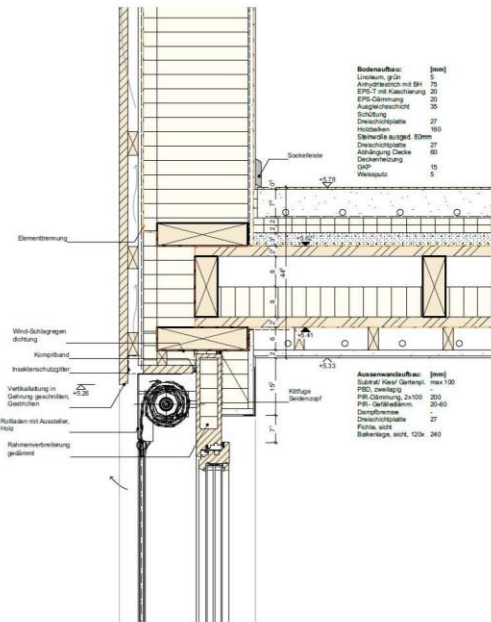 Bodenaufbau: [mm]
Linoleum, grün 5
Anhydritestrich mit BH 75
EPS-T mit Kaschierung 20
EPS-Dämmung 20
Ausgleichsschicht 35
Schüttung
Dreischichtplatte 27
Holzbalken 160
Steinwolle ausged. 80mm
Dreischichtplatte 27
Abhängung Decke 60
Deckenheizung
GKP 15
Weissputz 5
Sockelleiste
+5.78
Elementtrennung
44⁵
Wind-Schlagregen
dichtung
+5.41
Kompriband
Insektenschutzgitter
+5.33
Vertikallattung in
Gehrung geschnitten,
Gestrichen
+5.26
15⁵
Kittfuge
Seidenzopf
Rollladen mit Aussteller,
Holz
Rahmenverbreiterung
gedämmt
7⁵
Aussenwandaufbau: [mm]
Substrat/ Kies/ Gartenpl. max 100
PBD, zweilagig -
PIR-Dämmung, 2x100 200
PIR- Gefälledämm. 20-60
Dampfbremse -
Dreischichtplatte 27
Fichte, sicht
Balkenlage, sicht, 120x 240